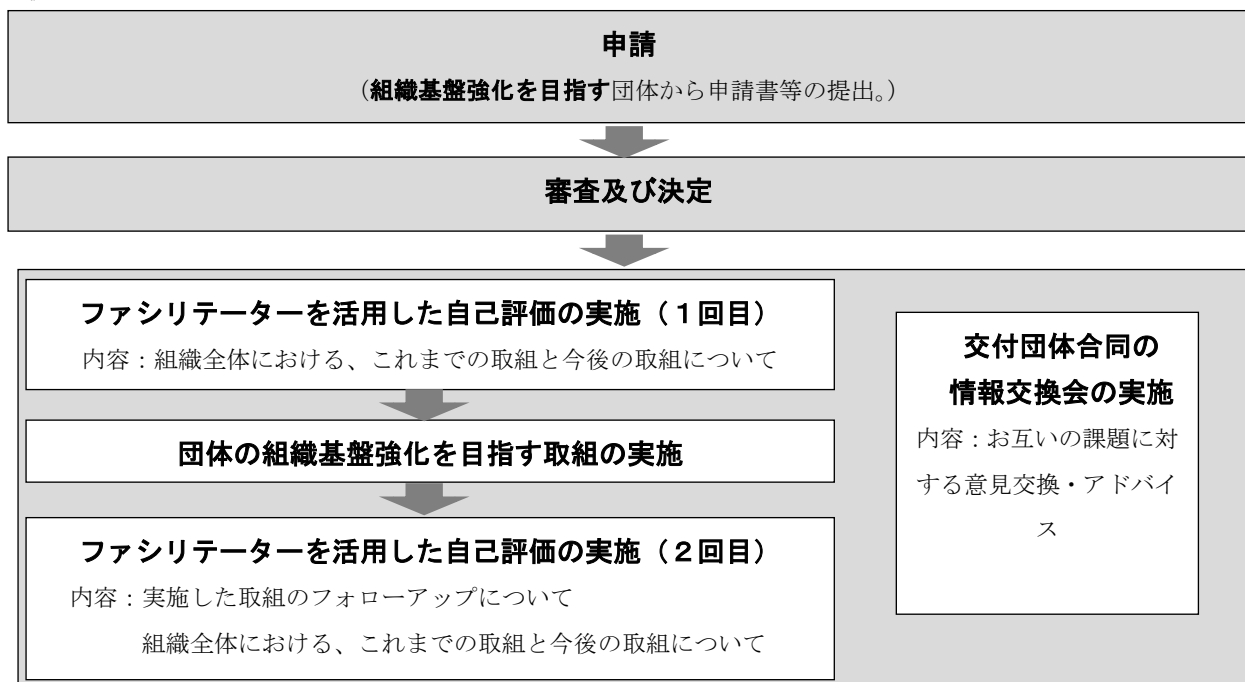 申請
（組織基盤強化を目指す団体から申請書等の提出。）
審査及び決定
ファシリテーターを活用した自己評価の実施（１回目）
内容：組織全体における、これまでの取組と今後の取組について
団体の組織基盤強化を目指す取組の実施
ファシリテーターを活用した自己評価の実施（２回目）
内容：実施した取組のフォローアップについて
組織全体における、これまでの取組と今後の取組について
交付団体合同の
情報交換会の実施
内容：お互いの課題に対
する意見交換・アドバイ
ス